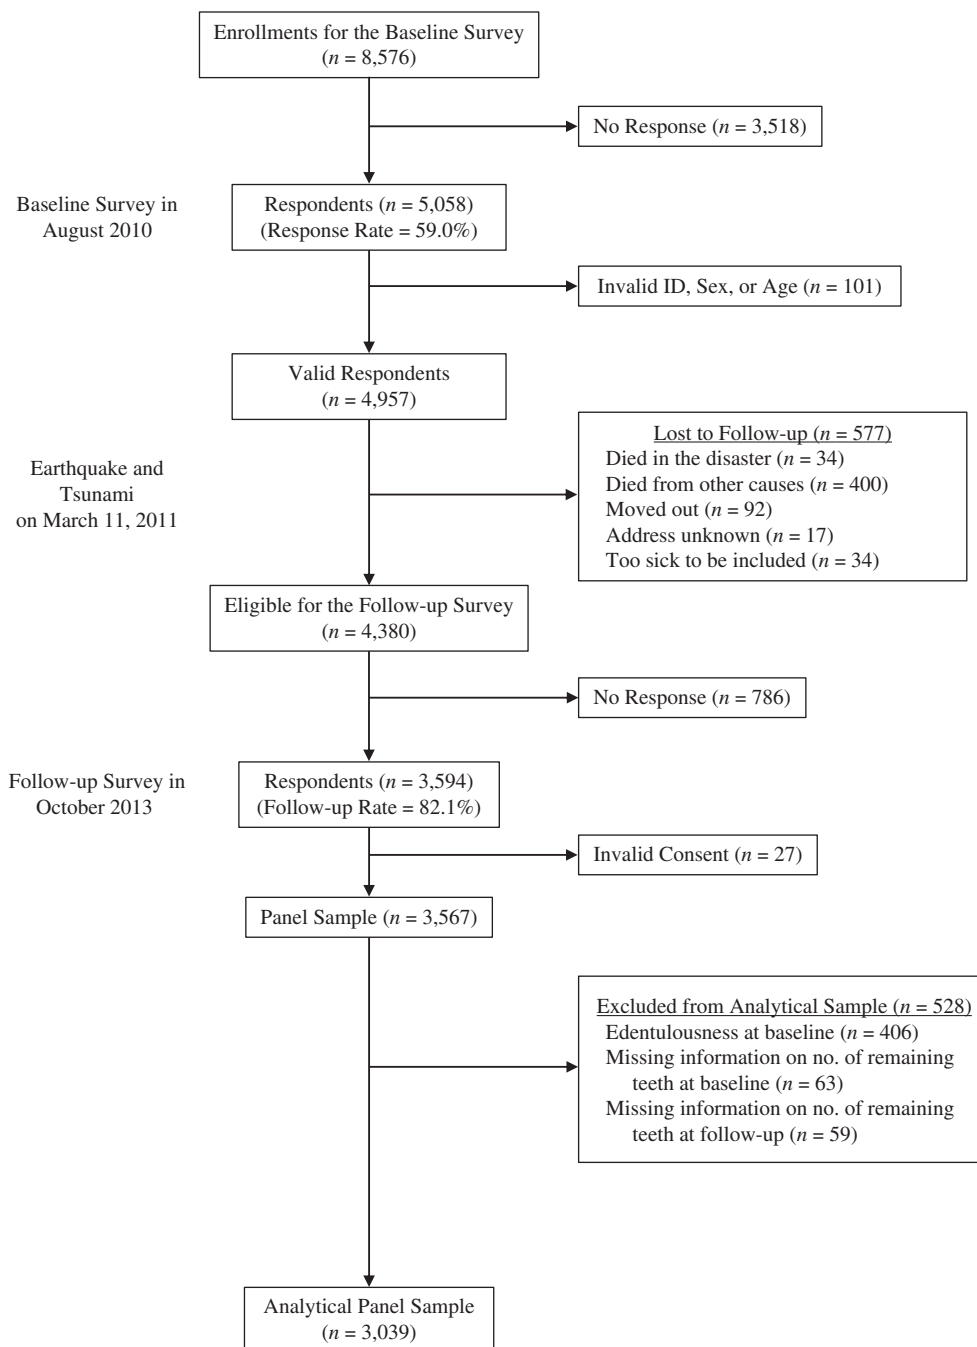 Enrollments for the Baseline Survey
(n = 8,576)
No Response (n = 3,518)
Baseline Survey in
August 2010
Respondents (n = 5,058)
(Response Rate = 59.0%)
Invalid ID, Sex, or Age (n = 101)
Valid Respondents
(n = 4,957)
Earthquake and
Tsunami
on March 11, 2011
Lost to Follow-up (n = 577)
Died in the disaster (n = 34)
Died from other causes (n = 400)
Moved out (n = 92)
Address unknown (n = 17)
Too sick to be included (n = 34)
Eligible for the Follow-up Survey
(n = 4,380)
No Response (n = 786)
Follow-up Survey in
October 2013
Respondents (n = 3,594)
(Follow-up Rate = 82.1%)
Invalid Consent (n = 27)
Panel Sample (n = 3,567)
Excluded from Analytical Sample (n = 528)
Edentulousness at baseline (n = 406)
Missing information on no. of remaining
teeth at baseline (n = 63)
Missing information on no. of remaining
teeth at follow-up (n = 59)
Analytical Panel Sample
(n = 3,039)